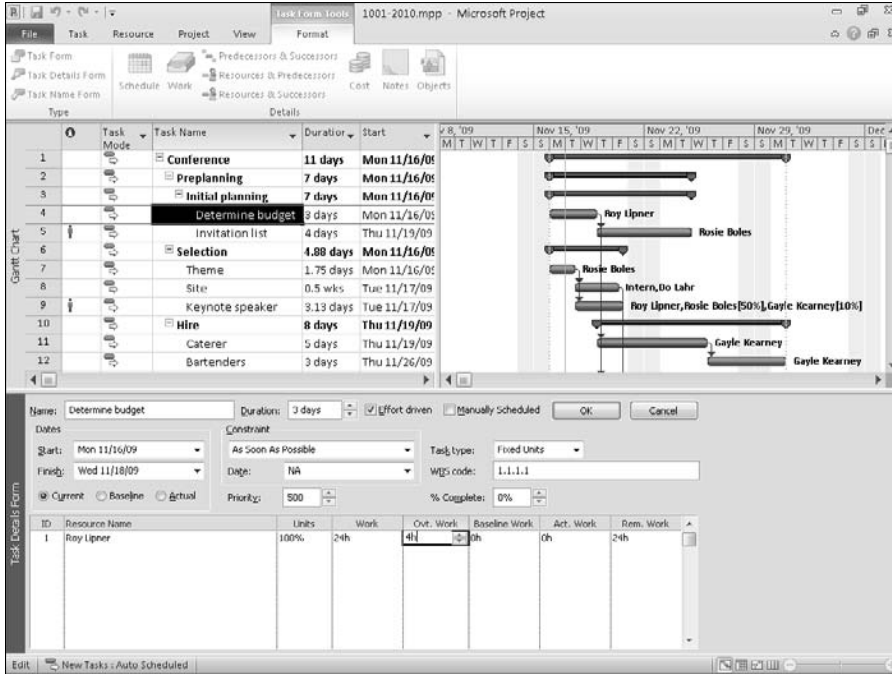 Task Form Tools 1001-2010.mpp - Microsoft Project
File Task Resource Project View Format
Task Form
Task Details Form
Task Name Form
Type
Schedule Work
Predecessors & Successors
Resources & Predecessors
Resources & Successors
Cost Notes Objects
Details
Task Mode Task Name Duration Start
8, '09 Nov 15, '09 Nov 22, '09 Nov 29, '09 Dec
M T W T F S S M T W T F S S M T W T F S S M T W T F S S
1 Conference 11 days Mon 11/16/09
2 Preplanning 7 days Mon 11/16/09
3 Initial planning 7 days Mon 11/16/09
4 Determine budget 3 days Mon 11/16/09 Roy Lipner
5 Invitation list 4 days Thu 11/19/09 Rosie Boles
6 Selection 4.88 days Mon 11/16/09
7 Theme 1.75 days Mon 11/16/09 Rosie Boles
8 Site 0.5 wks Tue 11/17/09 Intern,Do Lahr
9 Keynote speaker 3.13 days Tue 11/17/09 Roy Lipner,Rosie Boles[50%],Gayle Kearney[10%]
10 Hire 8 days Thu 11/19/09
11 Caterer 5 days Thu 11/19/09 Gayle Kearney
12 Bartenders 3 days Thu 11/26/09 Gayle Kearney
Gantt Chart
Name: Determine budget Duration: 3 days Effort driven Manually Scheduled OK Cancel
Dates Constraint
Start: Mon 11/16/09 As Soon As Possible Task type: Fixed Units
Finish: Wed 11/18/09 Date: NA WBS code: 1.1.1.1
Current Baseline Actual Priority: 500 % Complete: 0%
ID Resource Name Units Work Ovt. Work Baseline Work Act. Work Rem. Work
1 Roy Lipner 100% 24h 4h 0h 0h 24h
Task Details Form
Edit New Tasks : Auto Scheduled